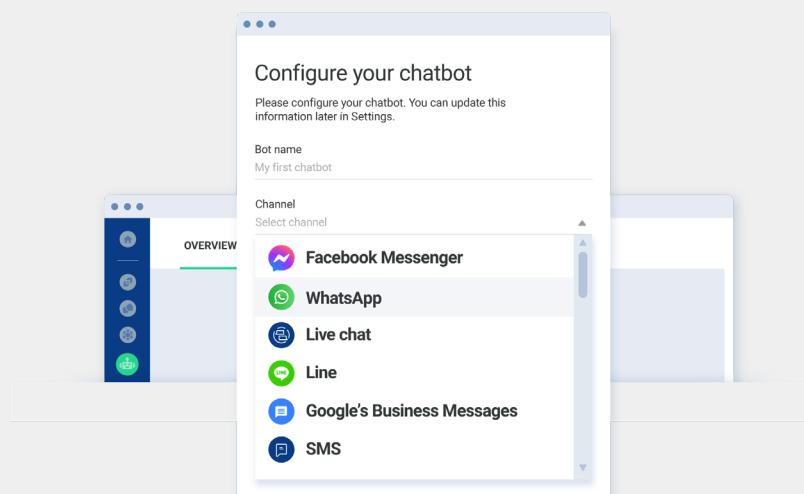 Configure your chatbot
Please configure your chatbot. You can update this
information later in Settings.
Bot name
My first chatbot
Channel
Select channel
OVERVIEW
Facebook Messenger
WhatsApp
Live chat
LINE
Line
Google's Business Messages
SMS